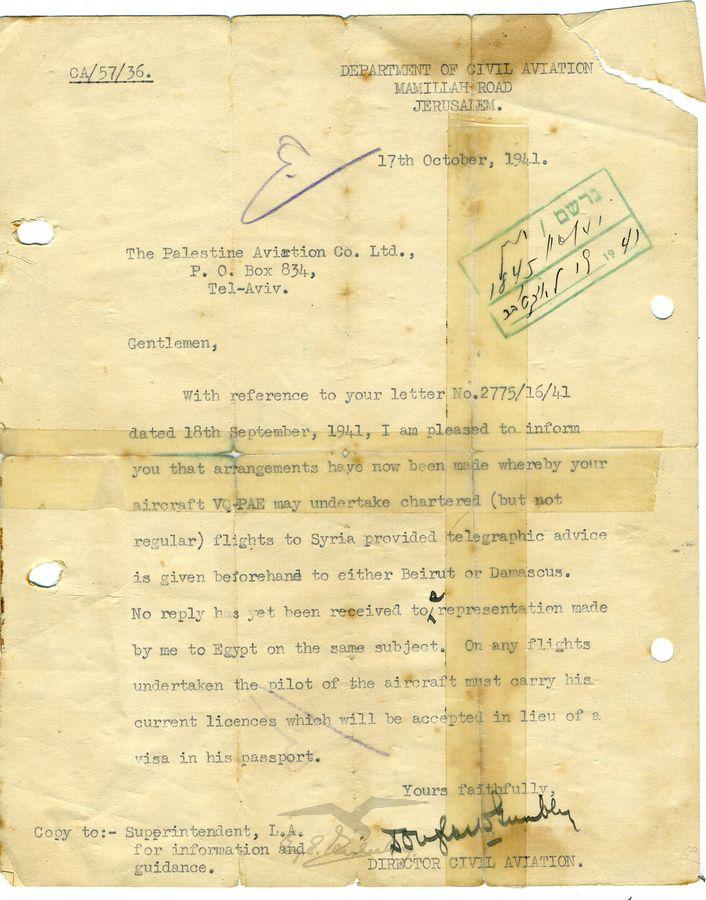 CA/57/36.
DEPARTMENT OF CIVIL AVIATION
MAMILLAH ROAD
JERUSALEM.
17th October, 1941.
נרשם
1845
19 לאוקטובר 1941
The Palestine Aviation Co. Ltd.,
P. O. Box 834,
Tel-Aviv.
Gentlemen,
With reference to your letter No.2775/16/41
dated 18th September, 1941, I am pleased to inform
you that arrangements have now been made whereby your
aircraft VQ-PAE may undertake chartered (but not
regular) flights to Syria provided telegraphic advice
is given beforehand to either Beirut or Damascus.
No reply has yet been received to a representation made
by me to Egypt on the same subject. On any flights
undertaken the pilot of the aircraft must carry his
current licences which will be accepted in lieu of a
visa in his passport.
Yours faithfully,
Douglas Gumbley
DIRECTOR CIVIL AVIATION.
Copy to:- Supperintendent, L.A.
for information and
guidance.